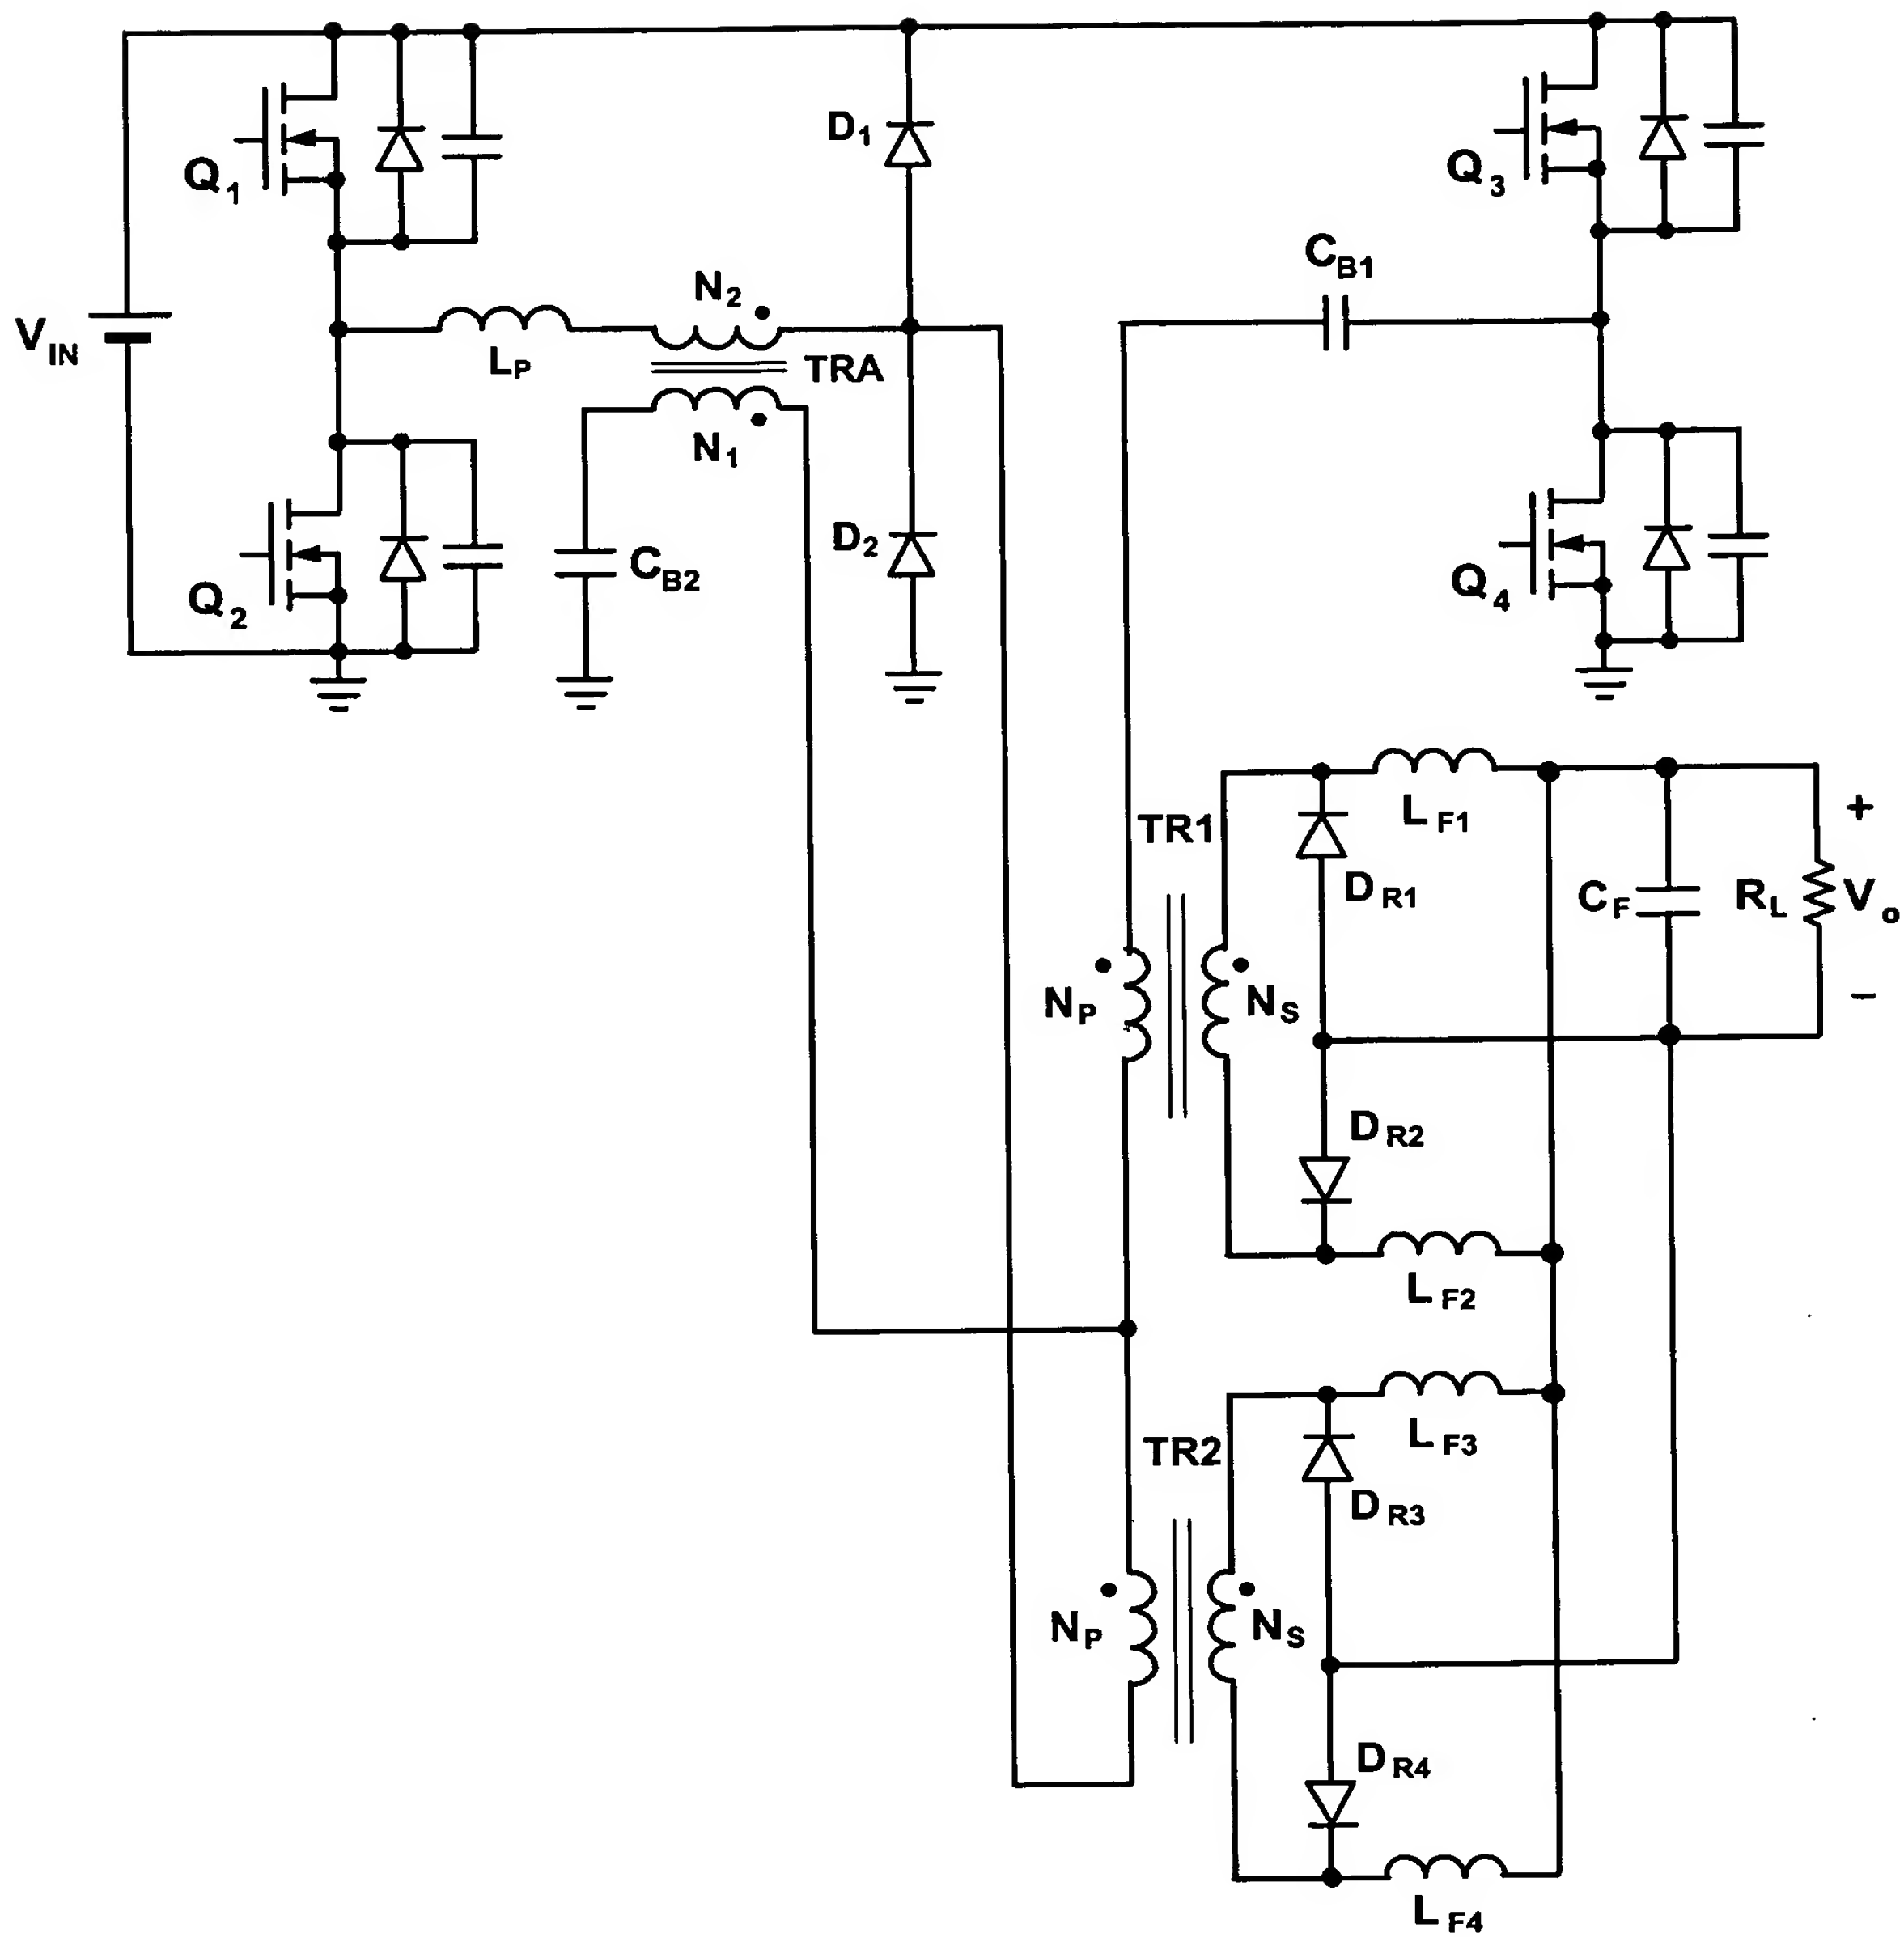 D1
Q1
Q3
CB1
N2
VIN
LP
TRA
N1
D2
CB2
Q2
Q4
TR1
LF1
+
DR1
CF
RL
Vo
NP
NS
−
DR2
LF2
TR2
LF3
DR3
NP
NS
DR4
LF4